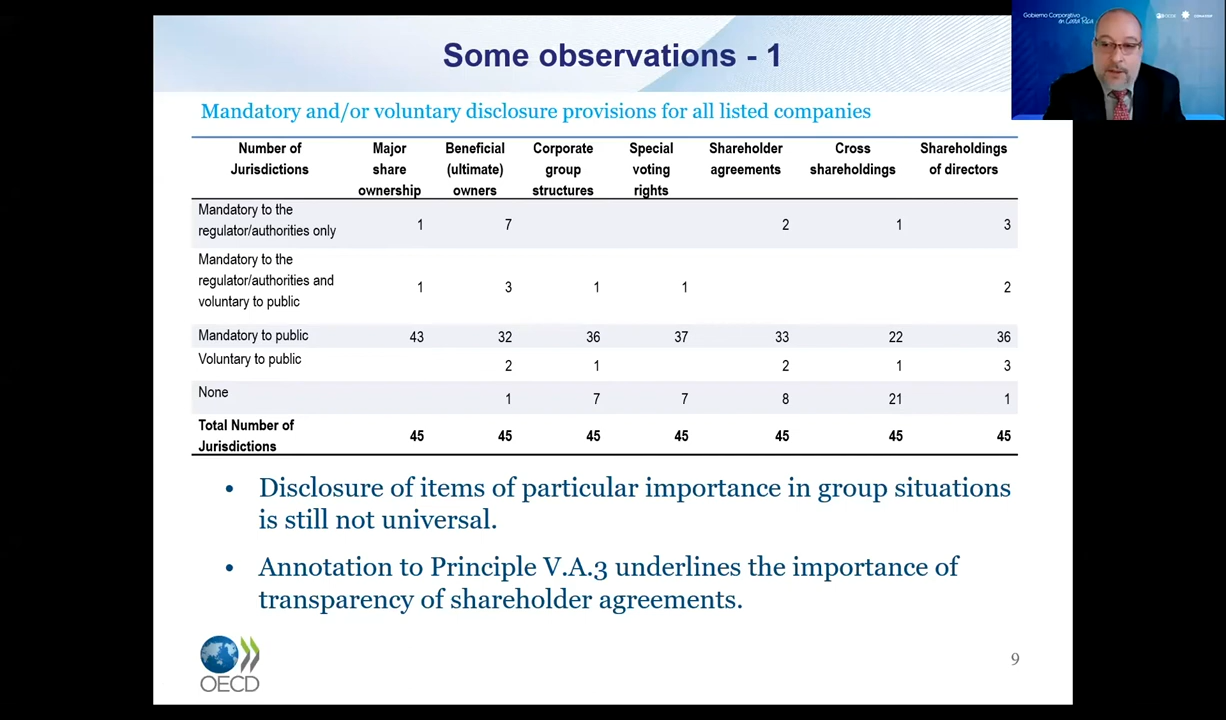 Some observations - 1
Gobierno Corporativo
en Costa Rica
Mandatory and/or voluntary disclosure provisions for all listed companies
Number of Jurisdictions | Major share ownership | Beneficial (ultimate) owners | Corporate group structures | Special voting rights | Shareholder agreements | Cross shareholdings | Shareholdings of directors
Mandatory to the regulator/authorities only 1 7 2 1 3
Mandatory to the regulator/authorities and voluntary to public 1 3 1 1 2
Mandatory to public 43 32 36 37 33 22 36
Voluntary to public 2 1 2 1 3
None 1 7 7 8 21 1
Total Number of Jurisdictions 45 45 45 45 45 45 45
• Disclosure of items of particular importance in group situations
is still not universal.
• Annotation to Principle V.A.3 underlines the importance of
transparency of shareholder agreements.
OECD
9